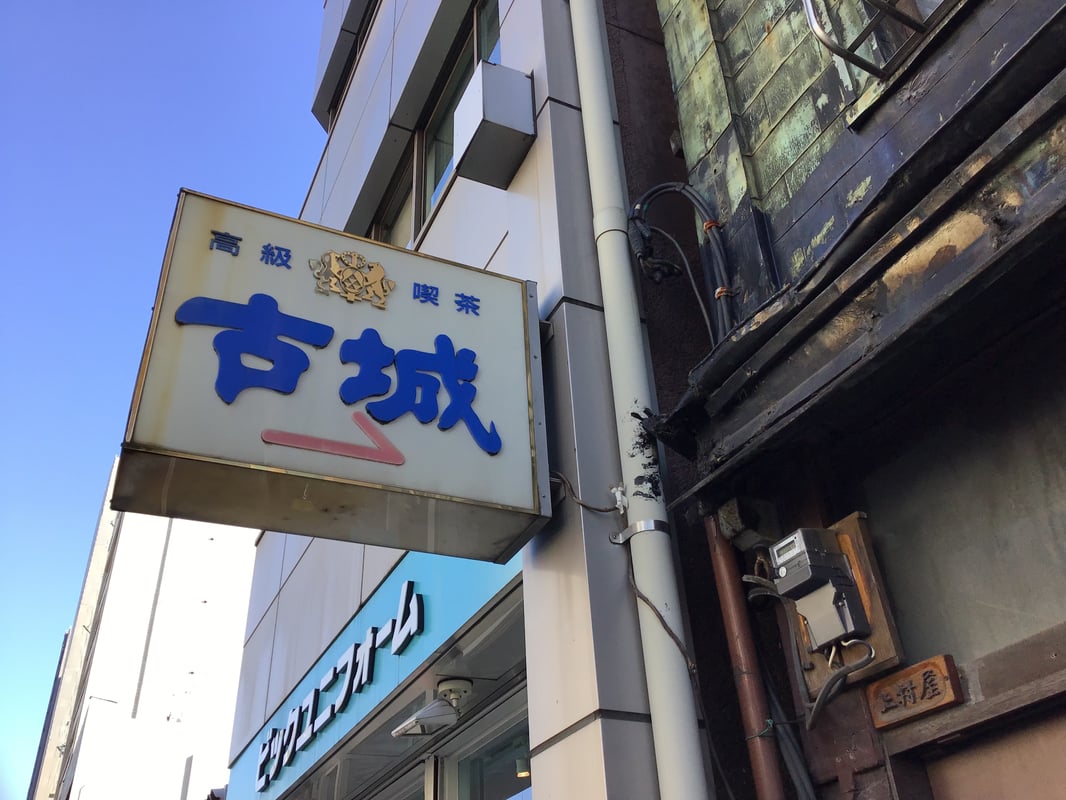 高級 喫茶
古城
ビックユニフォーム
上村屋